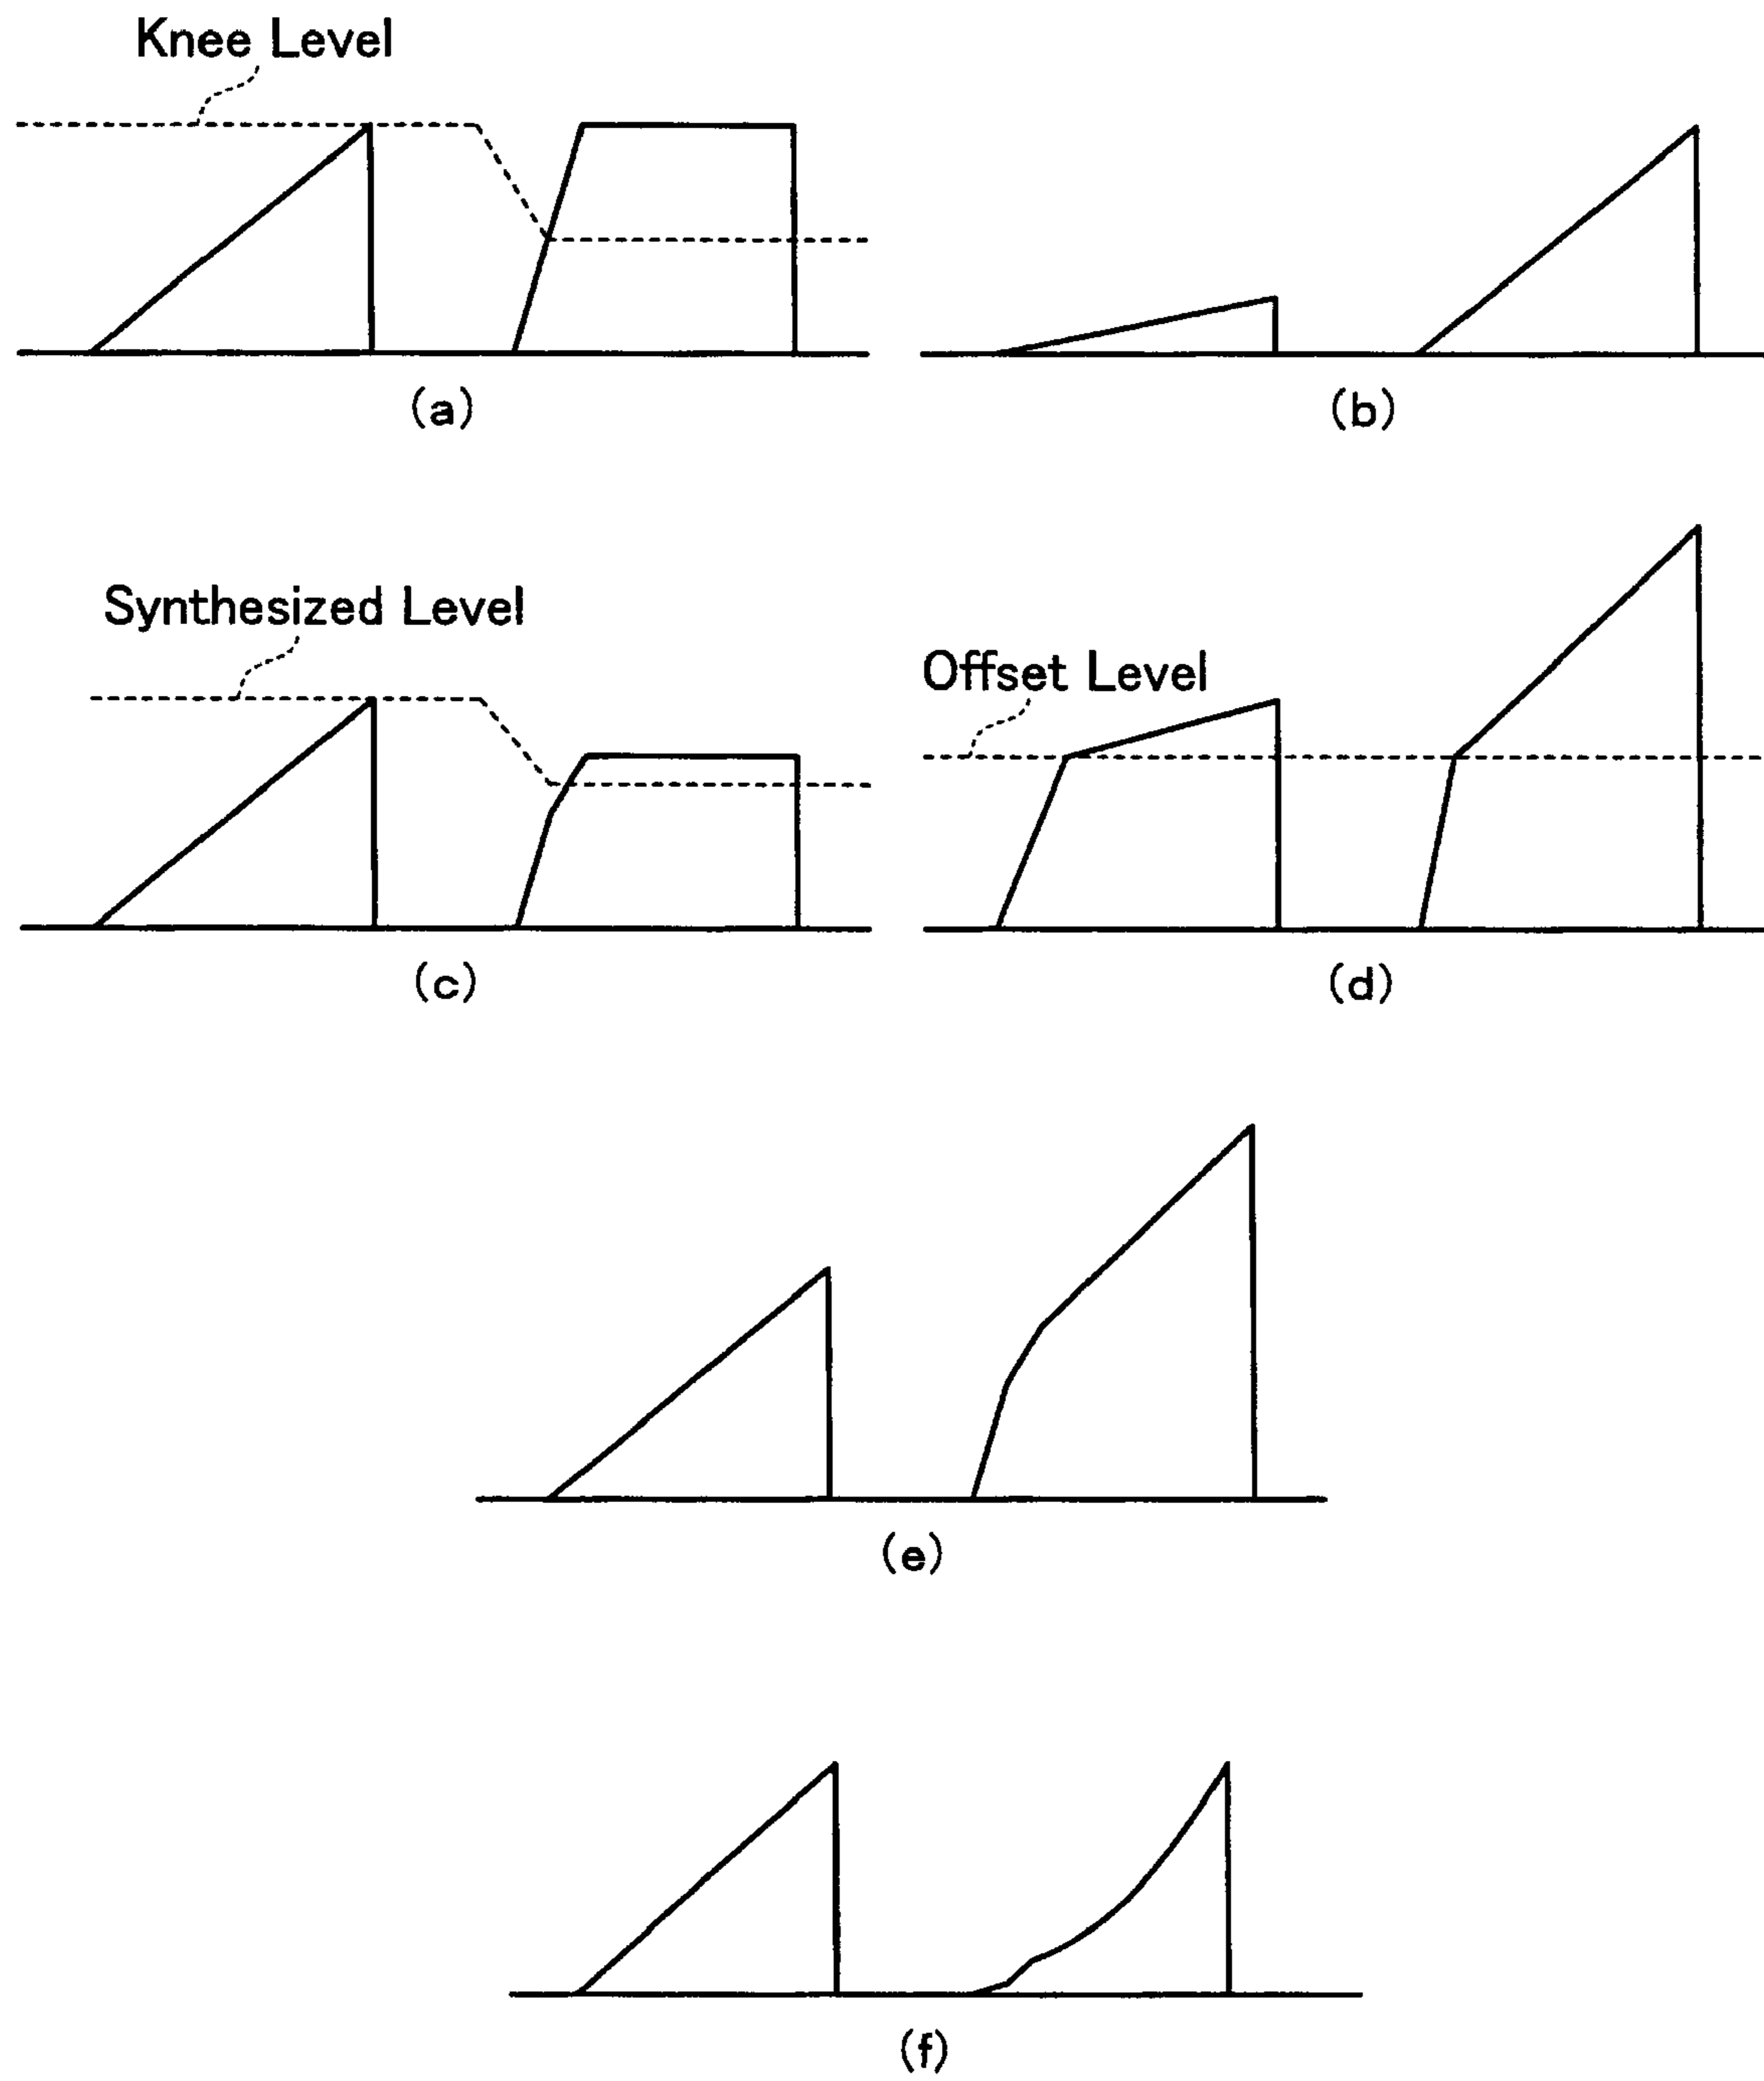 Knee Level
(a)
(b)
Synthesized Level
Offset Level
(c)
(d)
(e)
(f)